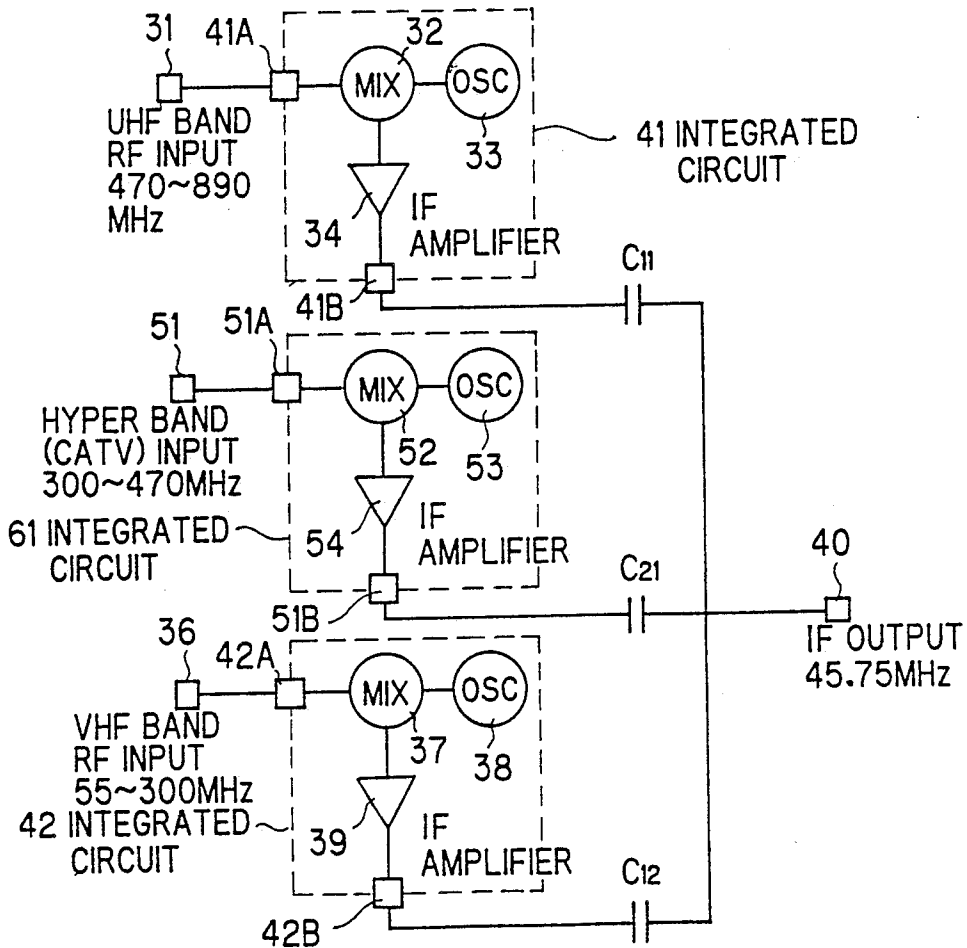 31
41A
32
MIX
OSC
33
UHF BAND
RF INPUT
470~890
MHz
41 INTEGRATED
CIRCUIT
34
IF
AMPLIFIER
41B
C11
51
51A
MIX
OSC
52
53
HYPER BAND
(CATV) INPUT
300~470MHz
61 INTEGRATED
CIRCUIT
54
IF
AMPLIFIER
51B
C21
40
IF OUTPUT
45.75MHz
36
42A
MIX
OSC
37
38
VHF BAND
RF INPUT
55~300MHz
42 INTEGRATED
CIRCUIT
39
IF
AMPLIFIER
42B
C12